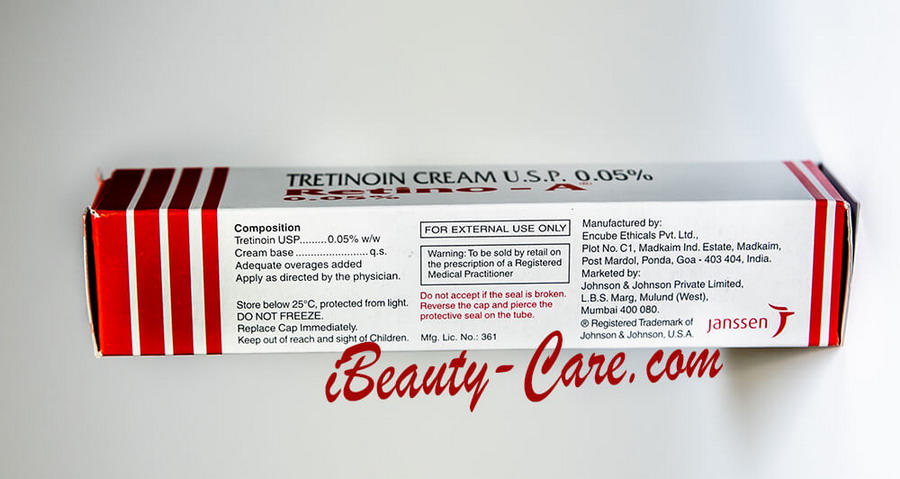 TRETINOIN CREAM U.S.P. 0.05%
Retino - A®
0.05%
Composition
Tretinoin USP.........0.05% w/w
Cream base ........................ q.s.
Adequate overages added
Apply as directed by the physician.
Store below 25°C, protected from light.
DO NOT FREEZE.
Replace Cap Immediately.
Keep out of reach and sight of Children.
FOR EXTERNAL USE ONLY
Warning: To be sold by retail on
the prescription of a Registered
Medical Practitioner
Do not accept if the seal is broken.
Reverse the cap and pierce the
protective seal on the tube.
Mfg. Lic. No.: 361
Manufactured by:
Encube Ethicals Pvt. Ltd.,
Plot No. C1, Madkaim Ind. Estate, Madkaim,
Post Mardol, Ponda, Goa - 403 404, India.
Marketed by:
Johnson & Johnson Private Limited,
L.B.S. Marg, Mulund (West),
Mumbai 400 080.
® Registered Trademark of
Johnson & Johnson, U.S.A.
janssen
iBeauty-Care.com